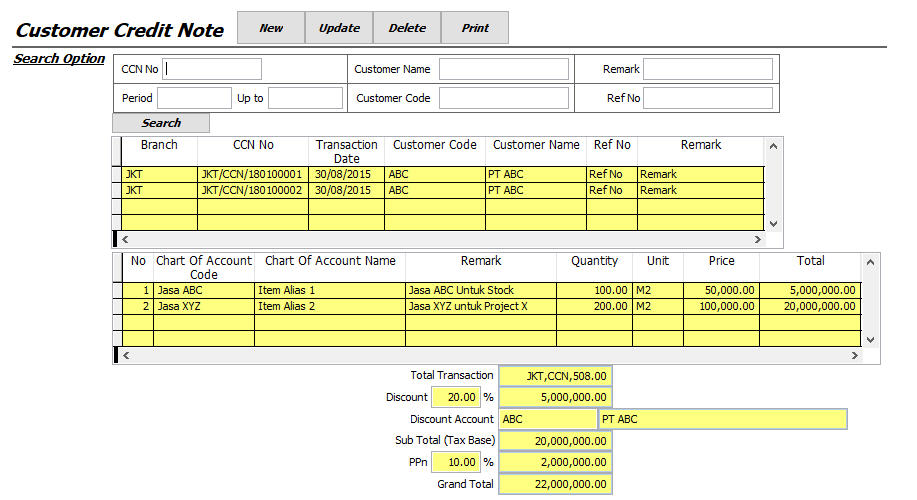 Customer Credit Note New Update Delete Print
Search Option
CCN No Customer Name Remark
Period Up to Customer Code Ref No
Search
Branch CCN No Transaction Date Customer Code Customer Name Ref No Remark
JKT JKT/CCN/180100001 30/08/2015 ABC PT ABC Ref No Remark
JKT JKT/CCN/180100002 30/08/2015 ABC PT ABC Ref No Remark
No Chart Of Account Code Chart Of Account Name Remark Quantity Unit Price Total
1 Jasa ABC Item Alias 1 Jasa ABC Untuk Stock 100.00 M2 50,000.00 5,000,000.00
2 Jasa XYZ Item Alias 2 Jasa XYZ untuk Project X 200.00 M2 100,000.00 20,000,000.00
Total Transaction JKT,CCN,508.00
Discount 20.00 % 5,000,000.00
Discount Account ABC PT ABC
Sub Total (Tax Base) 20,000,000.00
PPn 10.00 % 2,000,000.00
Grand Total 22,000,000.00